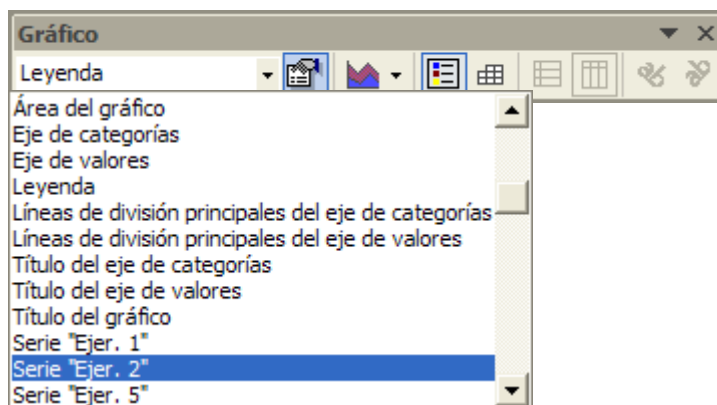 Gráfico
Leyenda
Área del gráfico
Eje de categorías
Eje de valores
Leyenda
Líneas de división principales del eje de categorías
Líneas de división principales del eje de valores
Título del eje de categorías
Título del eje de valores
Título del gráfico
Serie "Ejer. 1"
Serie "Ejer. 2"
Serie "Ejer. 5"